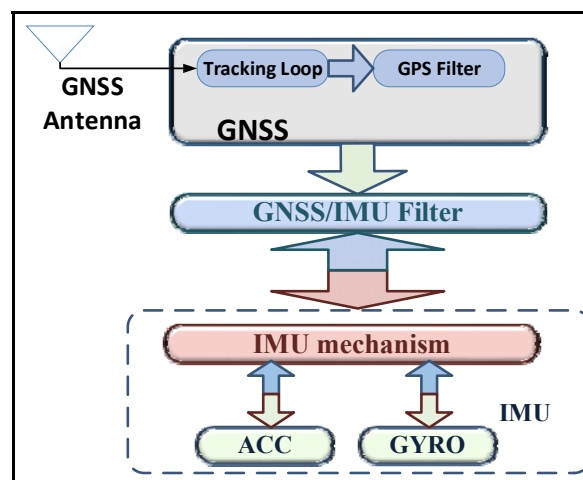 Tracking Loop
GPS Filter
GNSS
Antenna
GNSS
GNSS/IMU Filter
IMU mechanism
IMU
ACC
GYRO